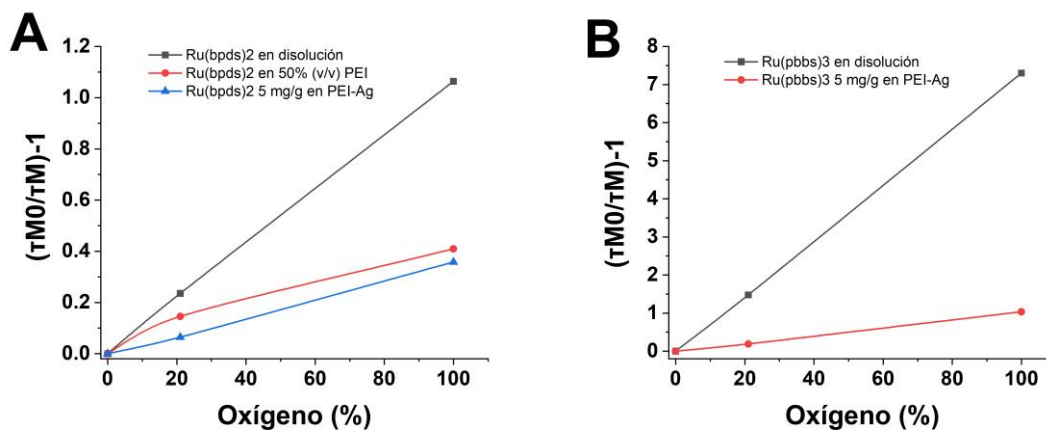 A
1.2
1.0
0.8
0.6
0.4
0.2
0.0
0
20
40
60
80
100
(τM0/τM)-1
Oxígeno (%)
Ru(bpds)2 en disolución
Ru(bpds)2 en 50% (v/v) PEI
Ru(bpds)2 5 mg/g en PEI-Ag
B
8
7
6
5
4
3
2
1
0
0
20
40
60
80
100
(τM0/τM)-1
Oxígeno (%)
Ru(pbbs)3 en disolución
Ru(pbbs)3 5 mg/g en PEI-Ag